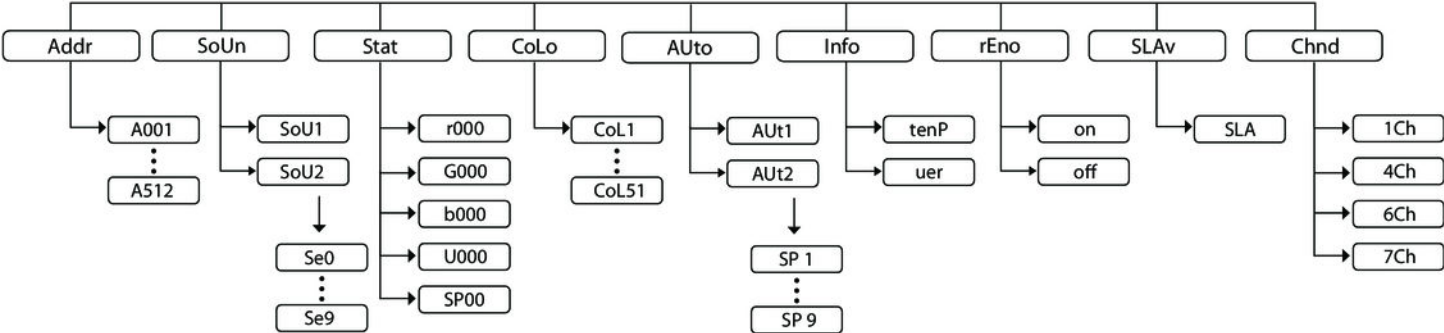 Addr
SoUn
Stat
CoLo
AUto
Info
rEno
SLAv
Chnd
A001
A512
SoU1
SoU2
Se0
Se9
r000
G000
b000
U000
SP00
CoL1
CoL51
AUt1
AUt2
SP 1
SP 9
tenP
uer
on
off
SLA
1Ch
4Ch
6Ch
7Ch